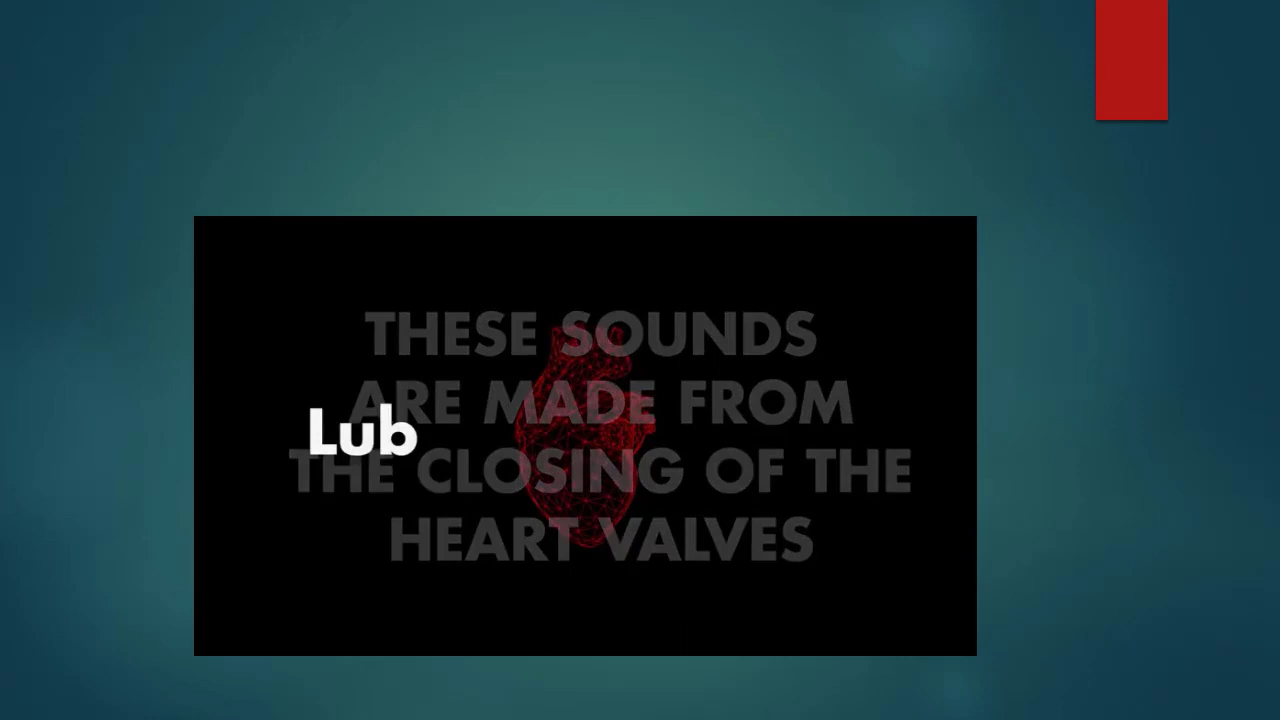 THESE SOUNDS
ARE MADE FROM
Lub
THE CLOSING OF THE
HEART VALVES